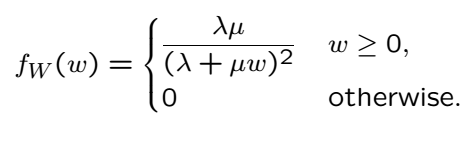 f_W(w) = { λμ / (λ + μw)² w ≥ 0,
0 otherwise.